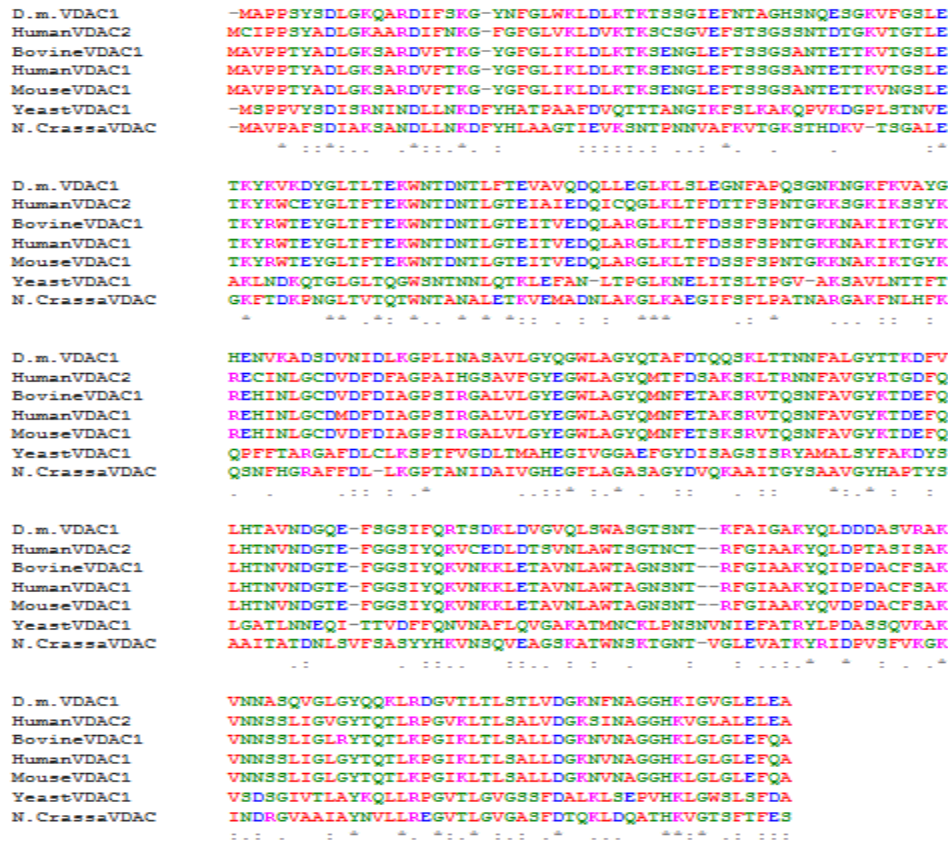 D.m.VDAC1 -MAPPSYSDLGKQARDIFSKG-YNFGLWKLDLKTKTSSGIEFNTAGHSNQESGKVFGSLE
HumanVDAC2 MCIPPSYADLGKAARDIFNKG-FGFGLVKLDVKTKSCSGVEFSTSGSSNTDTGKVTGTLE
BovineVDAC1 MAVPPTYADLGKSARDVFTKG-YGFGLIKLDLKTKSENGLEFTSSGSANTETTKVTGSLE
HumanVDAC1 MAVPPTYADLGKSARDVFTKG-YGFGLIKLDLKTKSENGLEFTSSGSANTETTKVTGSLE
MouseVDAC1 MAVPPTYADLGKSARDVFTKG-YGFGLIKLDLKTKSENGLEFTSSGSANTETTKVNGSLE
YeastVDAC1 -MSPPVYSDISRNINDLLNKDFYHATPAAFDVQTTTANGIKFSLKAKQPVKDGPLSTNVE
N.CrassaVDAC -MAVPAFSDIAKSANDLLNKDFYHLAAGTIEVKSNTPNNVAFKVTGKSTHDKV-TSGALE
D.m.VDAC1 TKYKVKDYGLTLTEKWNTDNTLFTEVAVQDQLLEGLKLSLEGNFAPQSGNKNGKFKVAYG
HumanVDAC2 TKYKWCEYGLTFTEKWNTDNTLGTEIAIEDQICQGLKLTFDTTFSPNTGKKSGKIKSSYK
BovineVDAC1 TKYRWTEYGLTFTEKWNTDNTLGTEITVEDQLARGLKLTFDSSFSPNTGKKNAKIKTGYK
HumanVDAC1 TKYRWTEYGLTFTEKWNTDNTLGTEITVEDQLARGLKLTFDSSFSPNTGKKNAKIKTGYK
MouseVDAC1 TKYRWTEYGLTFTEKWNTDNTLGTEITVEDQLARGLKLTFDSSFSPNTGKKNAKIKTGYK
YeastVDAC1 AKLNDKQTGLGLTQGWSNTNNLQTKLEFAN-LTPGLKNELITSLTPGV-AKSAVLNTTFT
N.CrassaVDAC GKFTDKPNGLTVTQTWNTANALETKVEMADNLAKGLKAEGIFSFLPATNARGAKFNLHFK
D.m.VDAC1 HENVKADSDVNIDLKGPLINASAVLGYQGWLAGYQTAFDTQQSKLTTNNFALGYTTKDFV
HumanVDAC2 RECINLGCDVDFDFAGPAIHGSAVFGYEGWLAGYQMTFDSAKSKLTRNNFAVGYRTGDFQ
BovineVDAC1 REHINLGCDVDFDIAGPSIRGALVLGYEGWLAGYQMNFETAKSRVTQSNFAVGYKTDEFQ
HumanVDAC1 REHINLGCDMDFDIAGPSIRGALVLGYEGWLAGYQMNFETAKSRVTQSNFAVGYKTDEFQ
MouseVDAC1 REHINLGCDVDFDIAGPSIRGALVLGYEGWLAGYQMNFETSKSRVTQSNFAVGYKTDEFQ
YeastVDAC1 QPFFTARGAFDLCLKSPTFVGDLTMAHEGIVGGAEFGYDISAGSISRYAMALSYFAKDYS
N.CrassaVDAC QSNFHGRAFFDL-LKGPTANIDAIVGHEGFLAGASAGYDVQKAAITGYSAAVGYHAPTYS
D.m.VDAC1 LHTAVNDGQE-FSGSIFQRTSDKLDVGVQLSWASGTSNT--KFAIGAKYQLDDDASVRAK
HumanVDAC2 LHTNVNDGTE-FGGSIYQKVCEDLDTSVNLAWTSGTNCT--RFGIAAKYQLDPTASISAK
BovineVDAC1 LHTNVNDGTE-FGGSIYQKVNKKLETAVNLAWTAGNSNT--RFGIAAKYQIDPDACFSAK
HumanVDAC1 LHTNVNDGTE-FGGSIYQKVNKKLETAVNLAWTAGNSNT--RFGIAAKYQIDPDACFSAK
MouseVDAC1 LHTNVNDGTE-FGGSIYQKVNKKLETAVNLAWTAGNSNT--RFGIAAKYQVDPDACFSAK
YeastVDAC1 LGATLNNEQI-TTVDFFQNVNAFLQVGAKATMNCKLPNSNVNIEFATRYLPDASSQVKAK
N.CrassaVDAC AAITATDNLSVFSASYYHKVNSQVEAGSKATWNSKTGNT-VGLEVATKYRIDPVSFVKGK
D.m.VDAC1 VNNASQVGLGYQQKLRDGVTLTLSTLVDGKNFNAGGHKIGVGLELEA
HumanVDAC2 VNNSSLIGVGYTQTLRPGVKLTLSALVDGKSINAGGHKVGLALELEA
BovineVDAC1 VNNSSLIGLRYTQTLKPGIKLTLSALLDGKNVNAGGHKLGLGLEFQA
HumanVDAC1 VNNSSLIGLGYTQTLKPGIKLTLSALLDGKNVNAGGHKLGLGLEFQA
MouseVDAC1 VNNSSLIGLGYTQTLKPGIKLTLSALLDGKNVNAGGHKLGLGLEFQA
YeastVDAC1 VSDSGIVTLAYKQLLRPGVTLGVGSSFDALKLSEPVHKLGWSLSFDA
N.CrassaVDAC INDRGVAAIAYNVLLREGVTLGVGASFDTQKLDQATHKVGTSFTFES